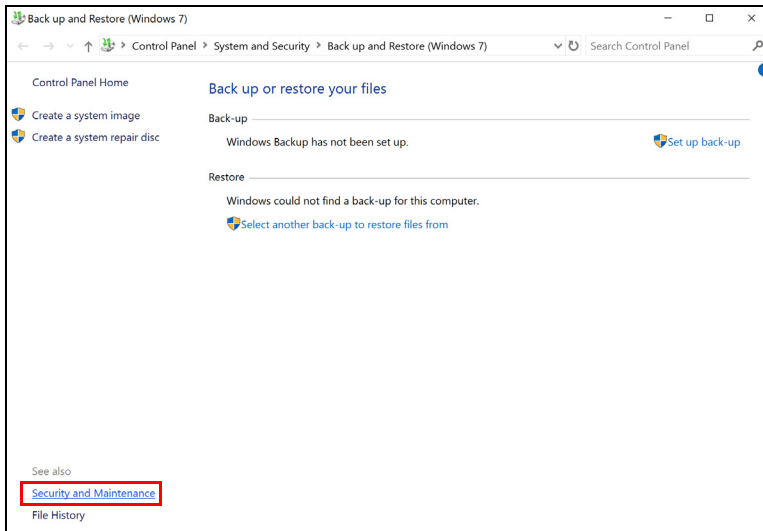 Back up and Restore (Windows 7)
Control Panel > System and Security > Back up and Restore (Windows 7)
Search Control Panel
Control Panel Home
Create a system image
Create a system repair disc
Back up or restore your files
Back-up
Windows Backup has not been set up.
Set up back-up
Restore
Windows could not find a back-up for this computer.
Select another back-up to restore files from
See also
Security and Maintenance
File History